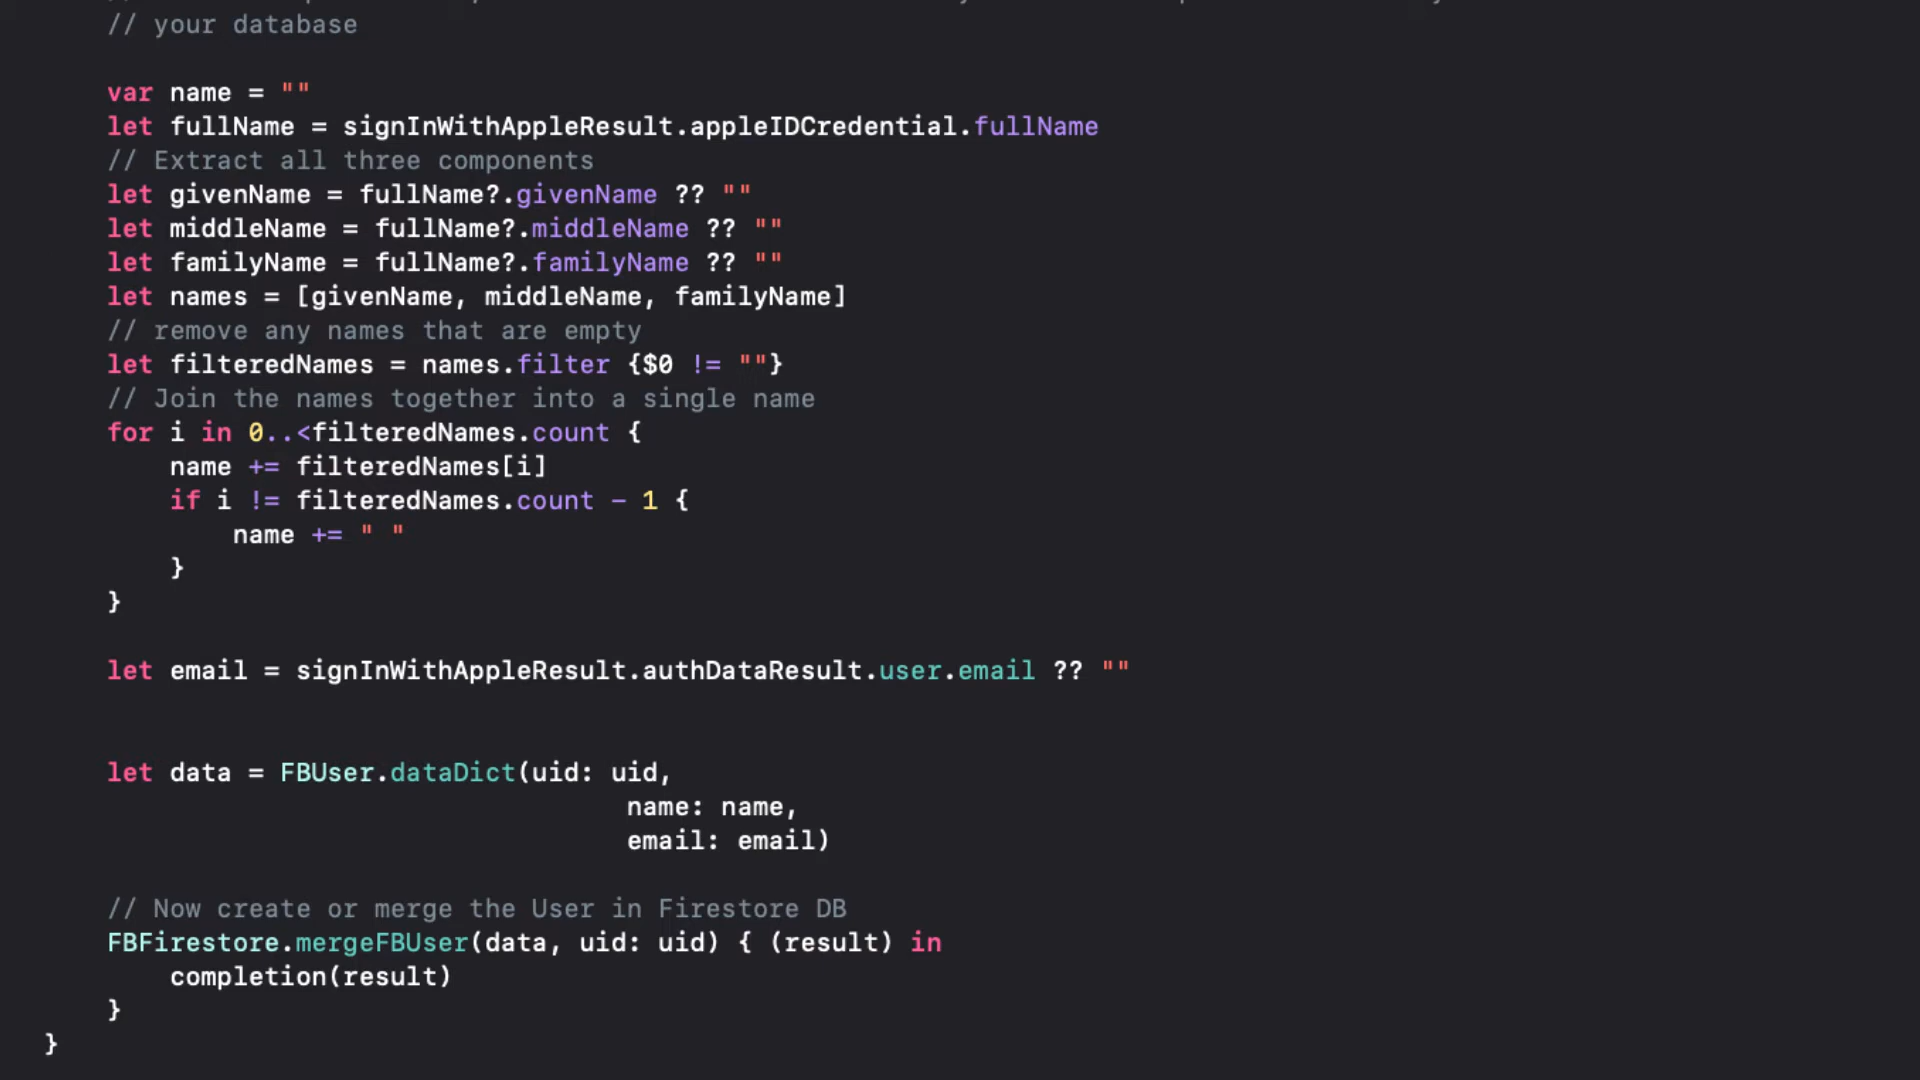 // your database
var name = ""
let fullName = signInWithAppleResult.appleIDCredential.fullName
// Extract all three components
let givenName = fullName?.givenName ?? ""
let middleName = fullName?.middleName ?? ""
let familyName = fullName?.familyName ?? ""
let names = [givenName, middleName, familyName]
// remove any names that are empty
let filteredNames = names.filter {$0 != ""}
// Join the names together into a single name
for i in 0..<filteredNames.count {
name += filteredNames[i]
if i != filteredNames.count - 1 {
name += " "
}
}
let email = signInWithAppleResult.authDataResult.user.email ?? ""
let data = FBUser.dataDict(uid: uid,
name: name,
email: email)
// Now create or merge the User in Firestore DB
FBFirestore.mergeFBUser(data, uid: uid) { (result) in
completion(result)
}
}